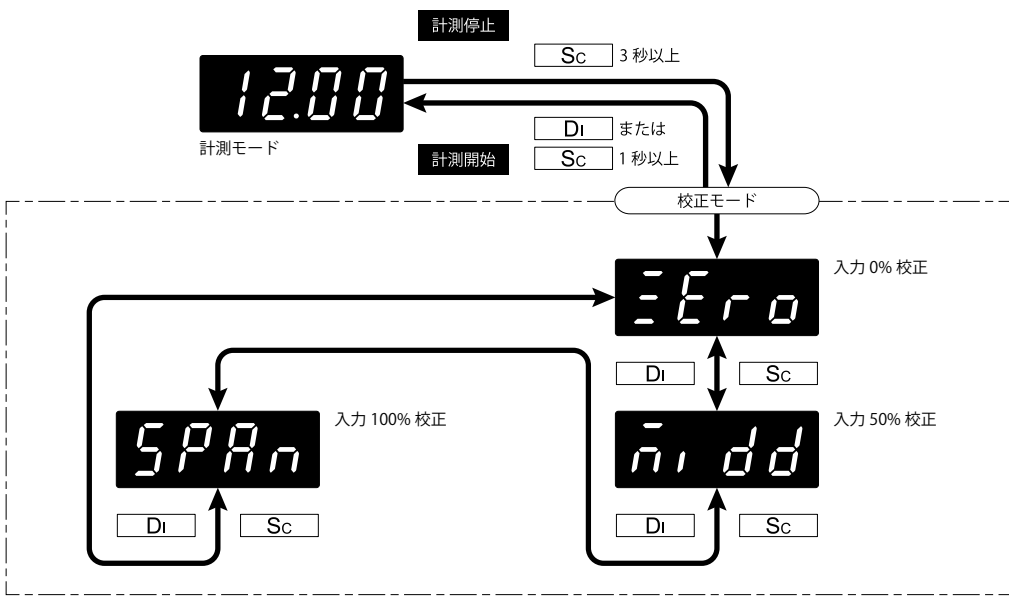 計測停止
Sc 3 秒以上
12.00
計測モード
DI または
計測開始
Sc 1 秒以上
校正モード
ZEro
入力 0% 校正
DI Sc
SPAn
入力 100% 校正
mi dd
入力 50% 校正
DI Sc
DI Sc